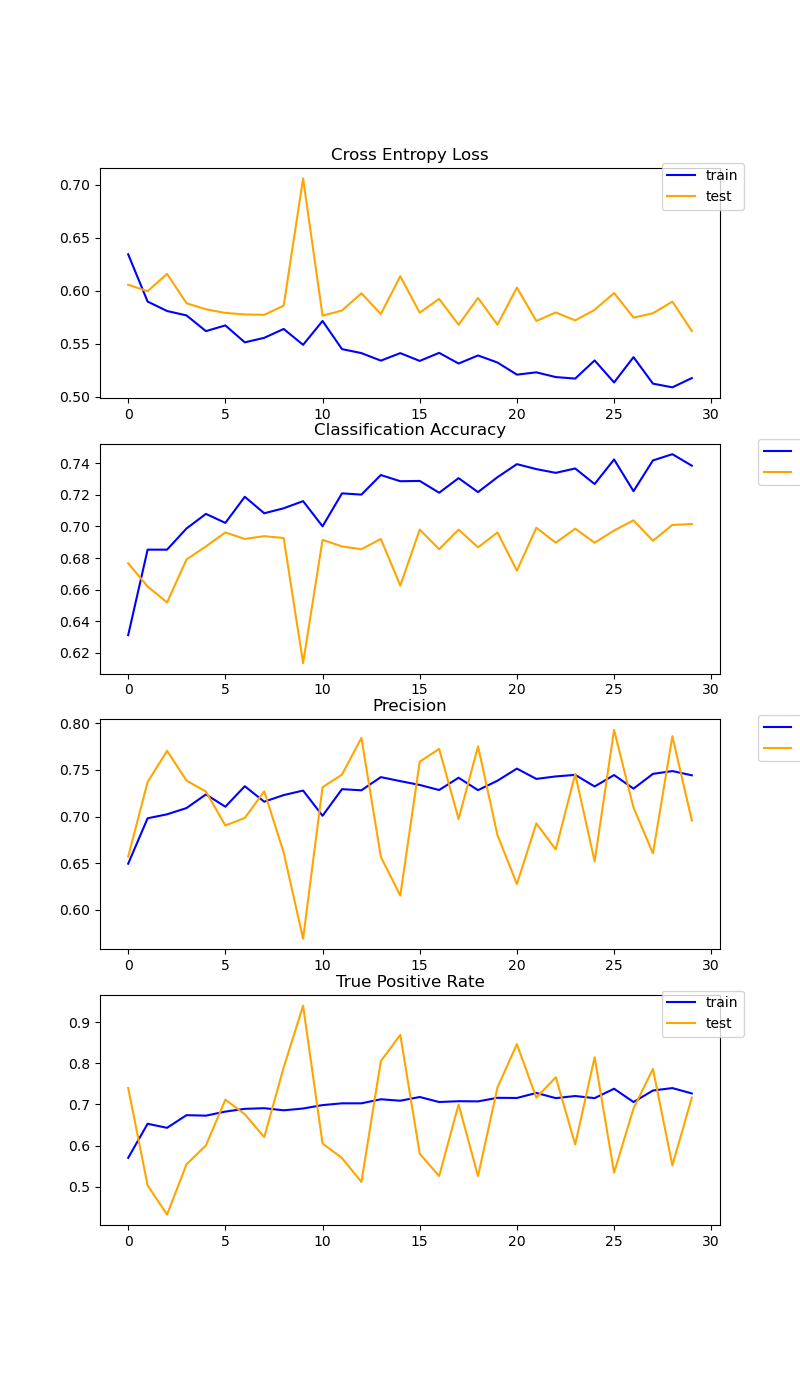 Cross Entropy Loss
train
test
0.70
0.65
0.60
0.55
0.50
0 5 10 15 20 25 30
Classification Accuracy
0.74
0.72
0.70
0.68
0.66
0.64
0.62
0 5 10 15 20 25 30
Precision
0.80
0.75
0.70
0.65
0.60
0 5 10 15 20 25 30
True Positive Rate
train
test
0.9
0.8
0.7
0.6
0.5
0 5 10 15 20 25 30